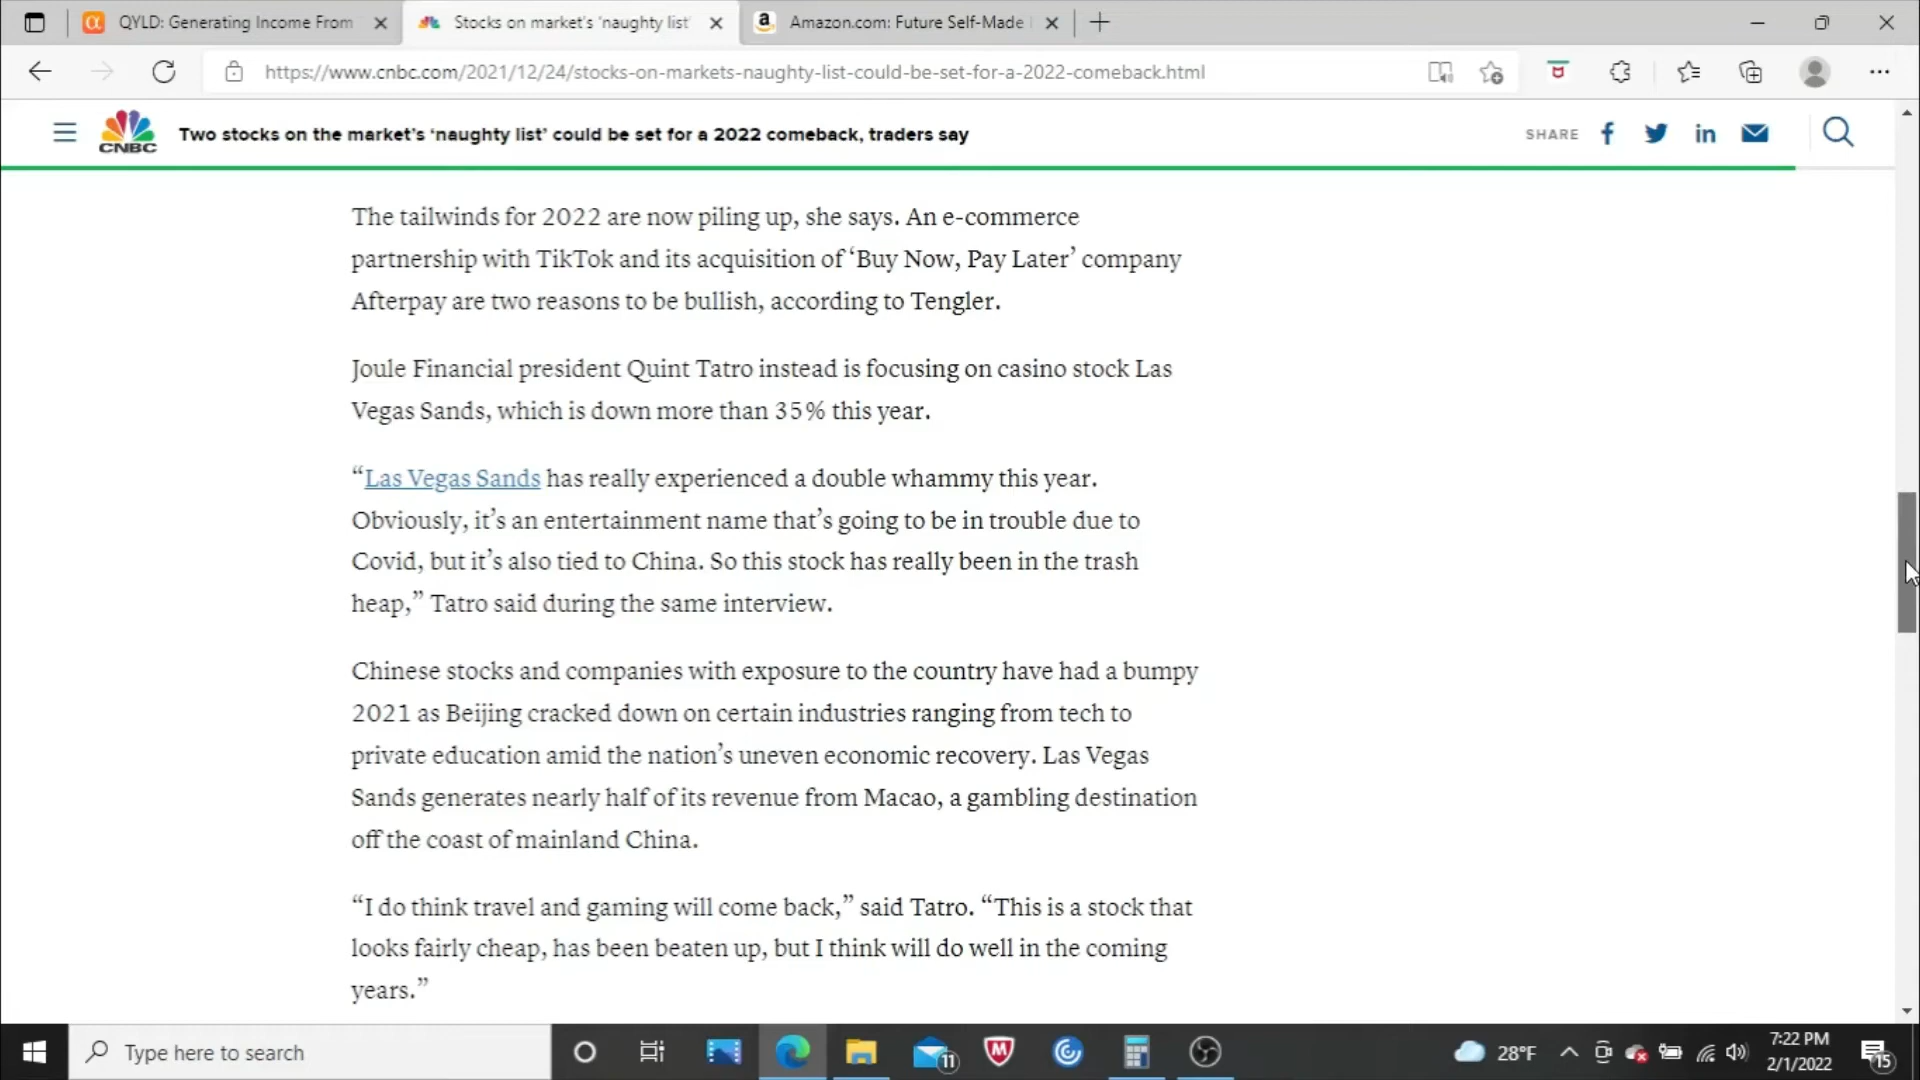 QYLD: Generating Income From
Stocks on market's 'naughty list'
Amazon.com: Future Self-Made
https://www.cnbc.com/2021/12/24/stocks-on-markets-naughty-list-could-be-set-for-a-2022-comeback.html
CNBC
Two stocks on the market's ‘naughty list’ could be set for a 2022 comeback, traders say
SHARE
The tailwinds for 2022 are now piling up, she says. An e-commerce
partnership with TikTok and its acquisition of ‘Buy Now, Pay Later’ company
Afterpay are two reasons to be bullish, according to Tengler.
Joule Financial president Quint Tatro instead is focusing on casino stock Las
Vegas Sands, which is down more than 35% this year.
“Las Vegas Sands has really experienced a double whammy this year.
Obviously, it’s an entertainment name that’s going to be in trouble due to
Covid, but it’s also tied to China. So this stock has really been in the trash
heap,” Tatro said during the same interview.
Chinese stocks and companies with exposure to the country have had a bumpy
2021 as Beijing cracked down on certain industries ranging from tech to
private education amid the nation’s uneven economic recovery. Las Vegas
Sands generates nearly half of its revenue from Macao, a gambling destination
off the coast of mainland China.
“I do think travel and gaming will come back,” said Tatro. “This is a stock that
looks fairly cheap, has been beaten up, but I think will do well in the coming
years.”
Type here to search
11
28°F
7:22 PM
2/1/2022
15